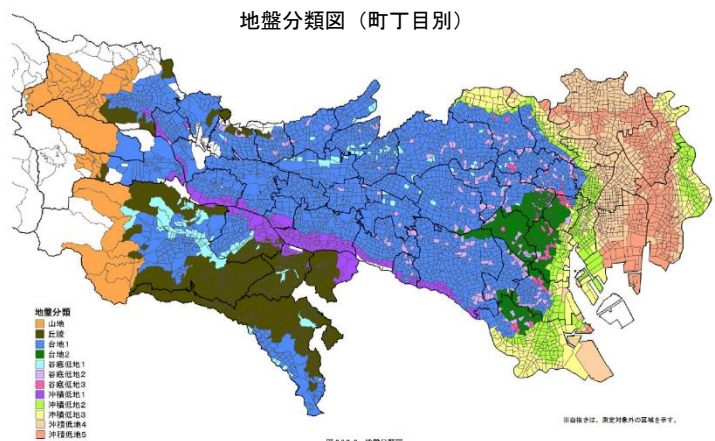 地盤分類図（町丁目別）
地盤分類
山地
丘陵
台地1
台地2
谷底低地1
谷底低地2
谷底低地3
沖積低地1
沖積低地2
沖積低地3
沖積低地4
沖積低地5
※白抜きは、測定対象外の区域を示す。